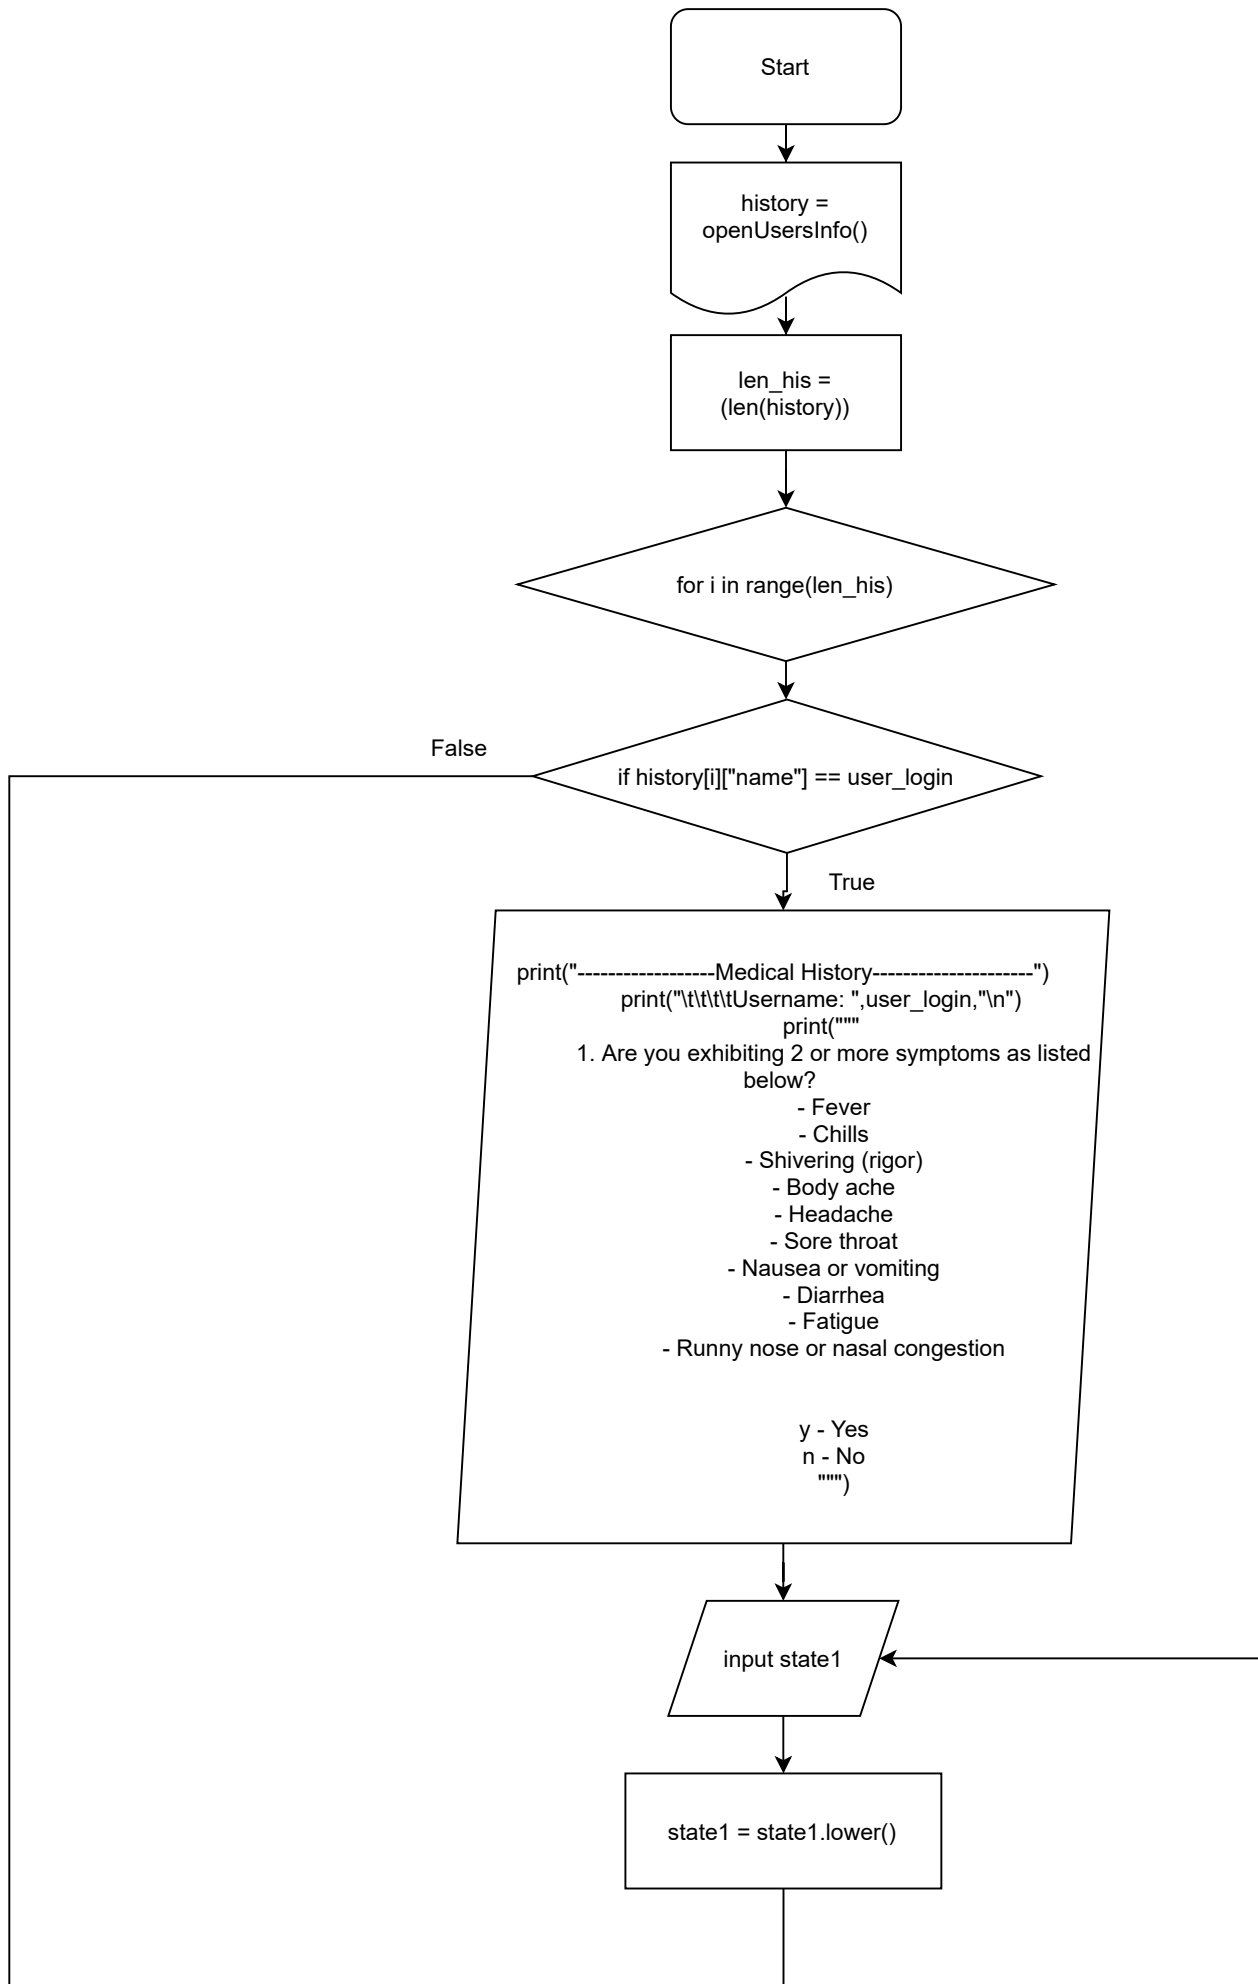 Start
history =
openUsersInfo()
len_his =
(len(history))
for i in range(len_his)
False
if history[i]["name"] == user_login
True
print("------------------Medical History---------------------")
print("\t\t\t\tUsername: ",user_login,"\n")
print("""
1. Are you exhibiting 2 or more symptoms as listed
below?
- Fever
- Chills
- Shivering (rigor)
- Body ache
- Headache
- Sore throat
- Nausea or vomiting
- Diarrhea
- Fatigue
- Runny nose or nasal congestion
y - Yes
n - No
""")
input state1
state1 = state1.lower()